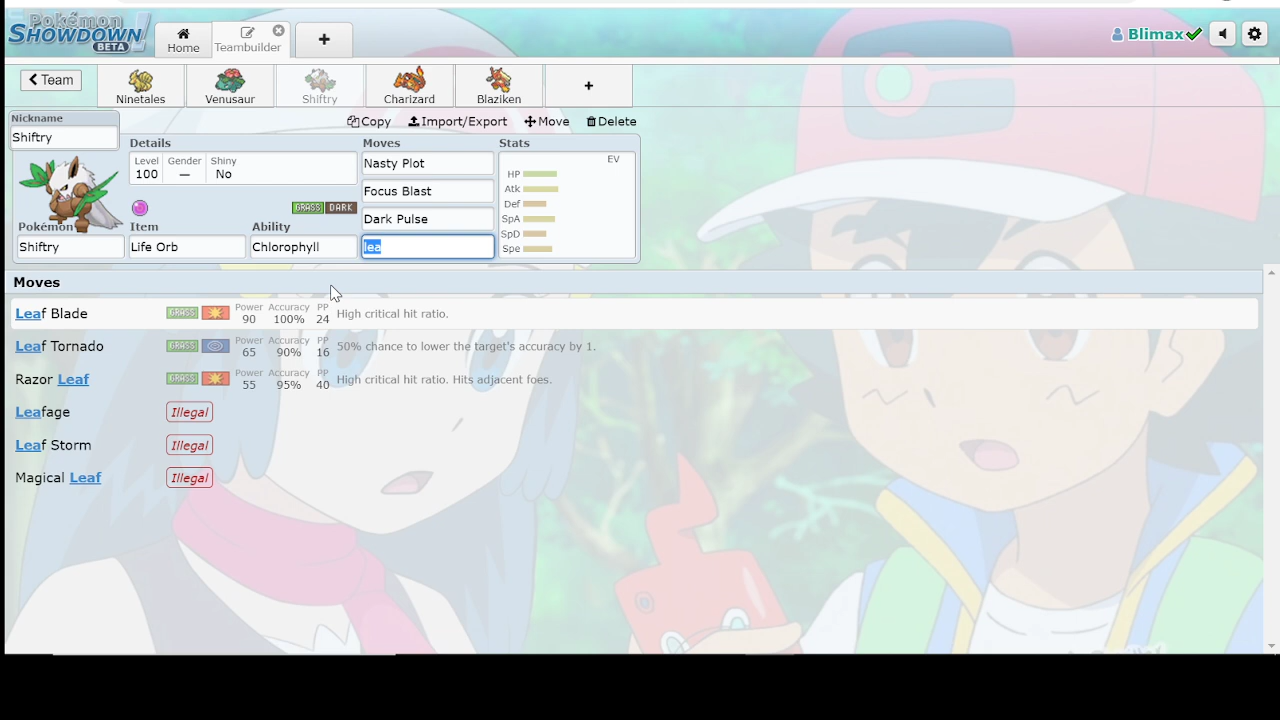 Pokémon
SHOWDOWN!
BETA
Home
Teambuilder
+
Blimax
Team
Ninetales
Venusaur
Shiftry
Charizard
Blaziken
+
Copy
Import/Export
Move
Delete
Nickname
Shiftry
Details
Level
100
Gender
—
Shiny
No
GRASS DARK
Pokémon
Shiftry
Item
Life Orb
Ability
Chlorophyll
Moves
Nasty Plot
Focus Blast
Dark Pulse
lea
Stats
EV
HP
Atk
Def
SpA
SpD
Spe
Moves
Leaf Blade GRASS Power 90 Accuracy 100% PP 24 High critical hit ratio.
Leaf Tornado GRASS Power 65 Accuracy 90% PP 16 50% chance to lower the target's accuracy by 1.
Razor Leaf GRASS Power 55 Accuracy 95% PP 40 High critical hit ratio. Hits adjacent foes.
Leafage Illegal
Leaf Storm Illegal
Magical Leaf Illegal